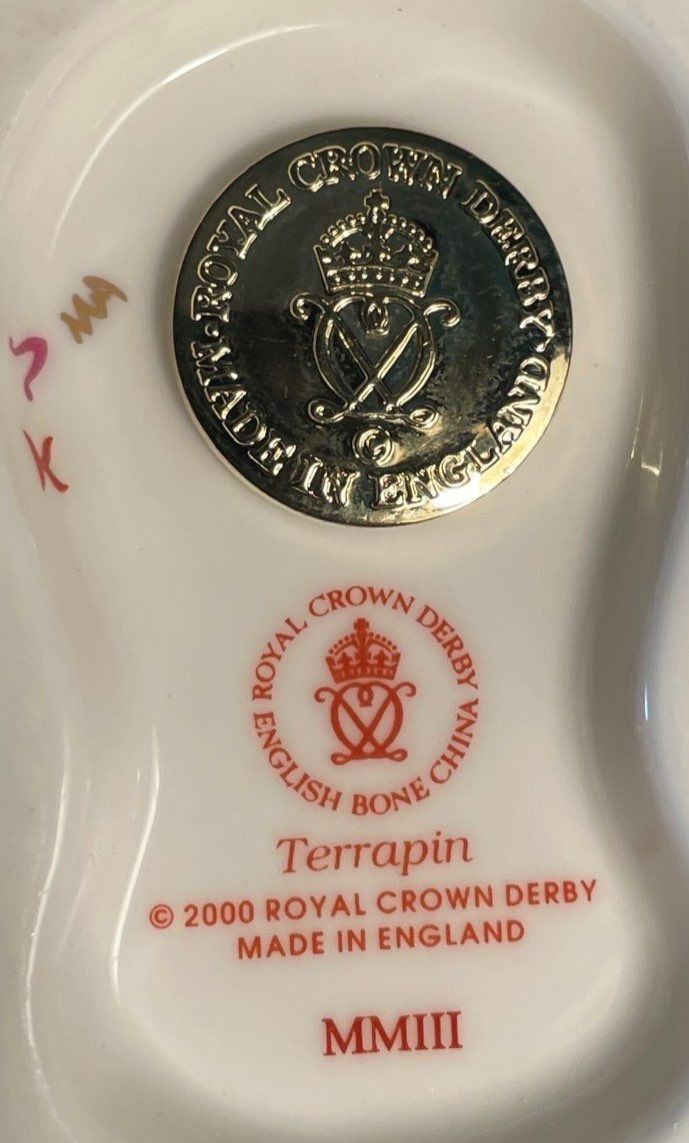 ·ROYAL CROWN DERBY·
MADE IN ENGLAND
G
K
ROYAL CROWN DERBY
ENGLISH BONE CHINA
Terrapin
© 2000 ROYAL CROWN DERBY
MADE IN ENGLAND
MMIII